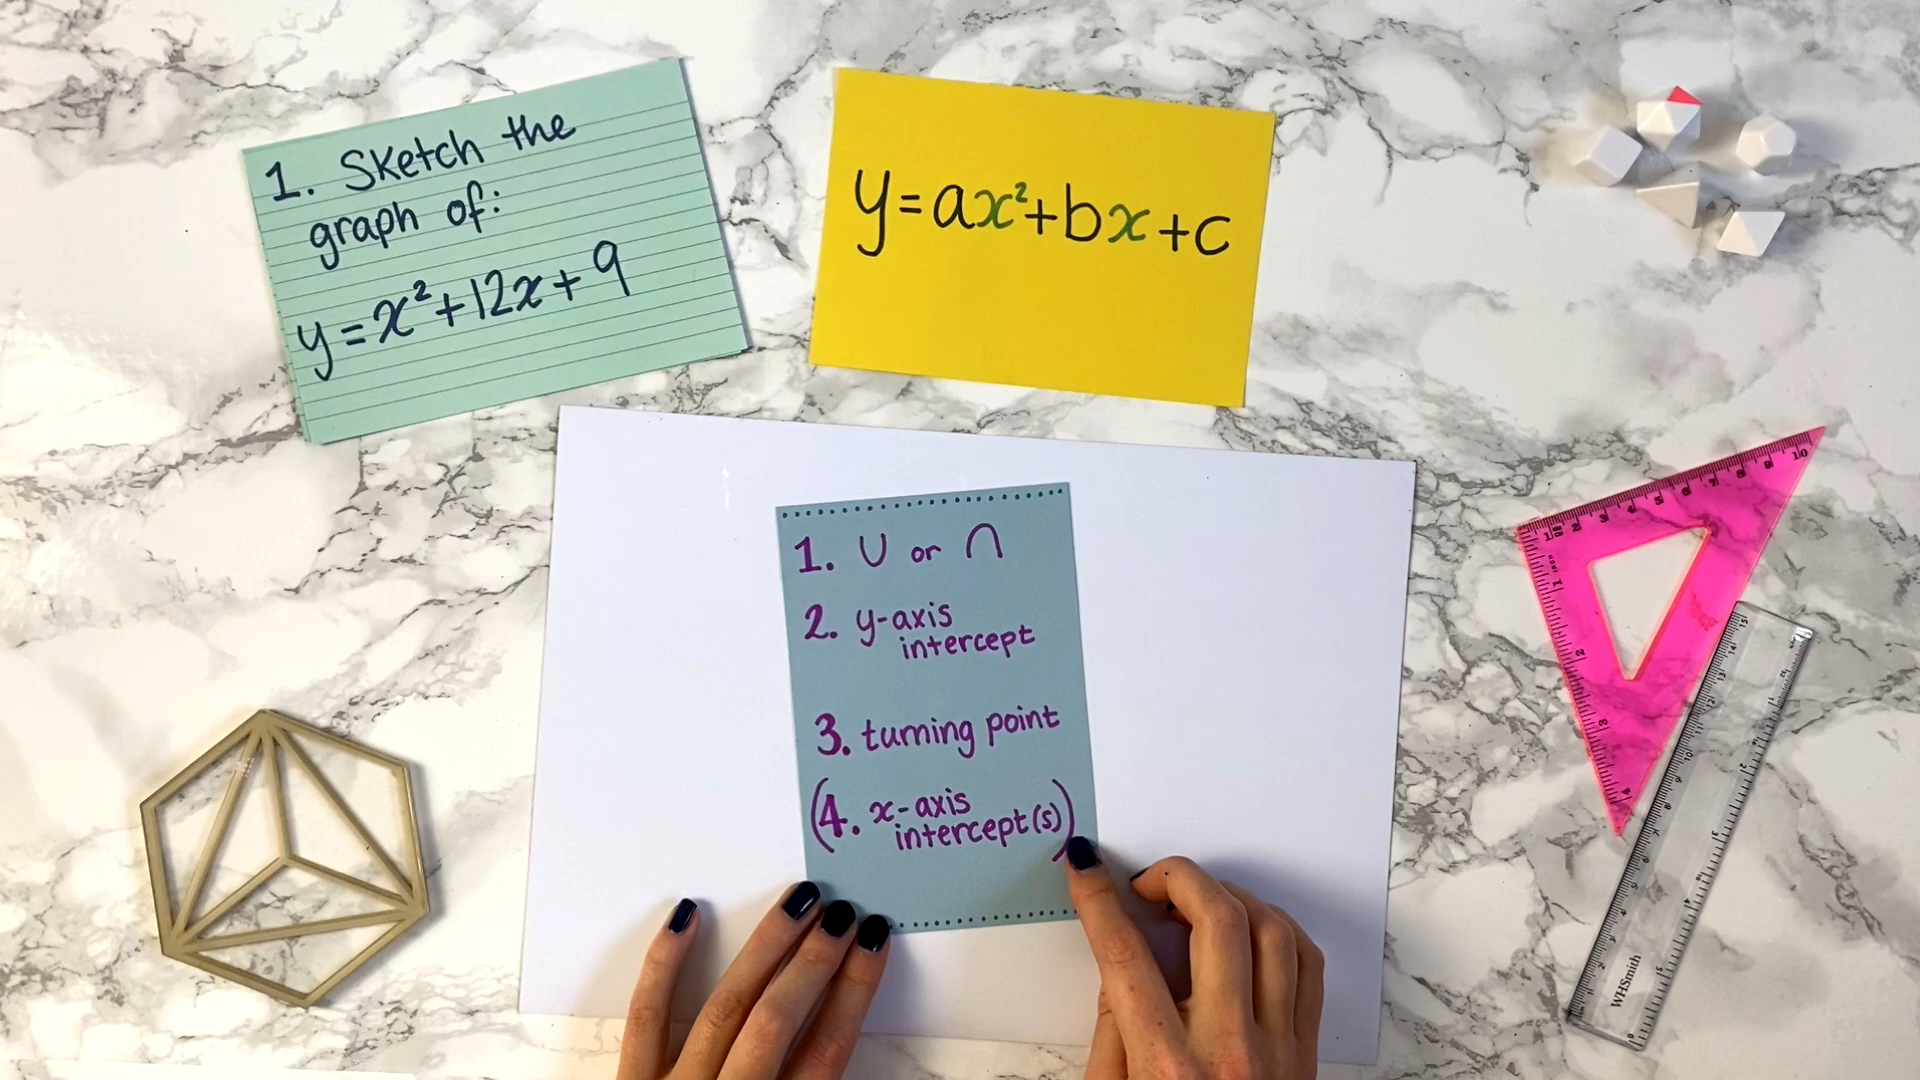 1. Sketch the
graph of:
y=x²+12x+9
y=ax²+bx+c
1. ∪ or ∩
2. y-axis
intercept
3. turning point
(4. x-axis
intercept(s))
WHSmith